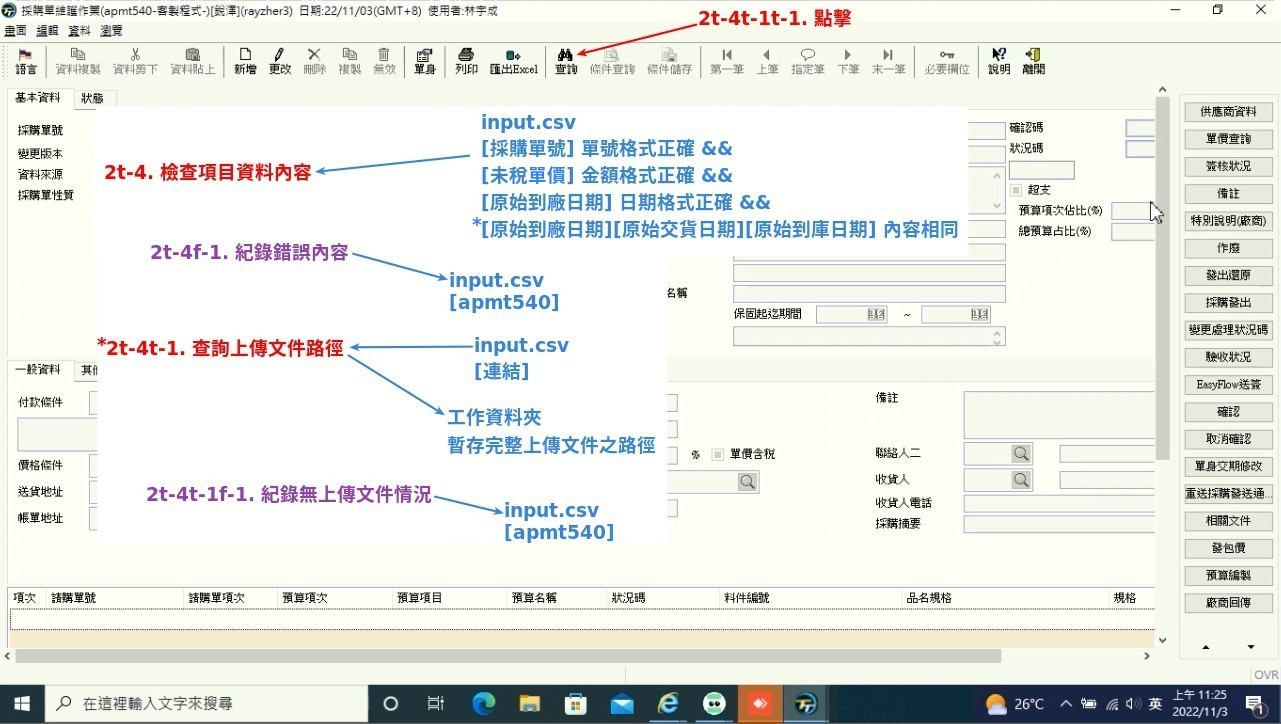 採購單維護作業(apmt540-客製程式-)[銳澤](rayzher3) 日期:22/11/03(GMT+8) 使用者:林宇成
2t-4t-1t-1. 點擊
畫面 編輯 資料 瀏覽
語言 資料複製 資料剪下 資料貼上 新增 更改 刪除 複製 無效 單身 列印 匯出Excel 查詢 條件查詢 條件儲存 第一筆 上筆 指定筆 下筆 末一筆 必要欄位 說明 離開
基本資料 狀態
採購單號
變更版本
資料來源
採購單性質
input.csv
[採購單號] 單號格式正確 &&
2t-4. 檢查項目資料內容
[未稅單價] 金額格式正確 &&
[原始到廠日期] 日期格式正確 &&
*[原始到廠日期][原始交貨日期][原始到庫日期] 內容相同
確認碼
狀況碼
超支
預算項次佔比(%)
總預算占比(%)
2t-4f-1. 紀錄錯誤內容
input.csv
[apmt540]
名稱
保固起迄期間 ~
*2t-4t-1. 查詢上傳文件路徑
input.csv
[連結]
工作資料夾
暫存完整上傳文件之路徑
2t-4t-1f-1. 紀錄無上傳文件情況
input.csv
[apmt540]
一般資料
付款條件
價格條件
送貨地址
帳單地址
% 單價含稅
備註
聯絡人二
收貨人
收貨人電話
採購摘要
項次 請購單號 請購單項次 預算項次 預算項目 預算名稱 狀況碼 料件編號 品名規格 規格
供應商資料
單價查詢
簽核狀況
備註
特別說明(廠商)
作廢
發出還原
採購發出
變更處理狀況碼
驗收狀況
EasyFlow送簽
確認
取消確認
單身交期修改
重送採購發送通...
相關文件
發包價
預算編製
廠商回傳
OVR
在這裡輸入文字來搜尋
26°C
英
上午 11:25
2022/11/3
1